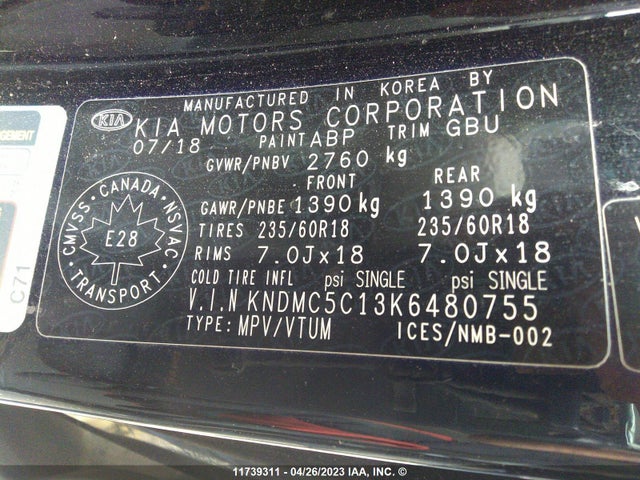 MANUFACTURED IN KOREA BY
KIA KIA MOTORS CORPORATION
07/18 PAINT ABP TRIM GBU
GVWR/PNBV 2760 kg
FRONT REAR
GAWR/PNBE 1390 kg 1390 kg
TIRES 235/60R18 235/60R18
RIMS 7.0Jx18 7.0Jx18
COLD TIRE INFL psi SINGLE psi SINGLE
V.I.N KNDMC5C13K6480755
TYPE: MPV/VTUM ICES/NMB-002
CMVSS · CANADA · NSVAC
E28
TRANSPORT
C71
11739311 - 04/26/2023 IAA, INC. ©